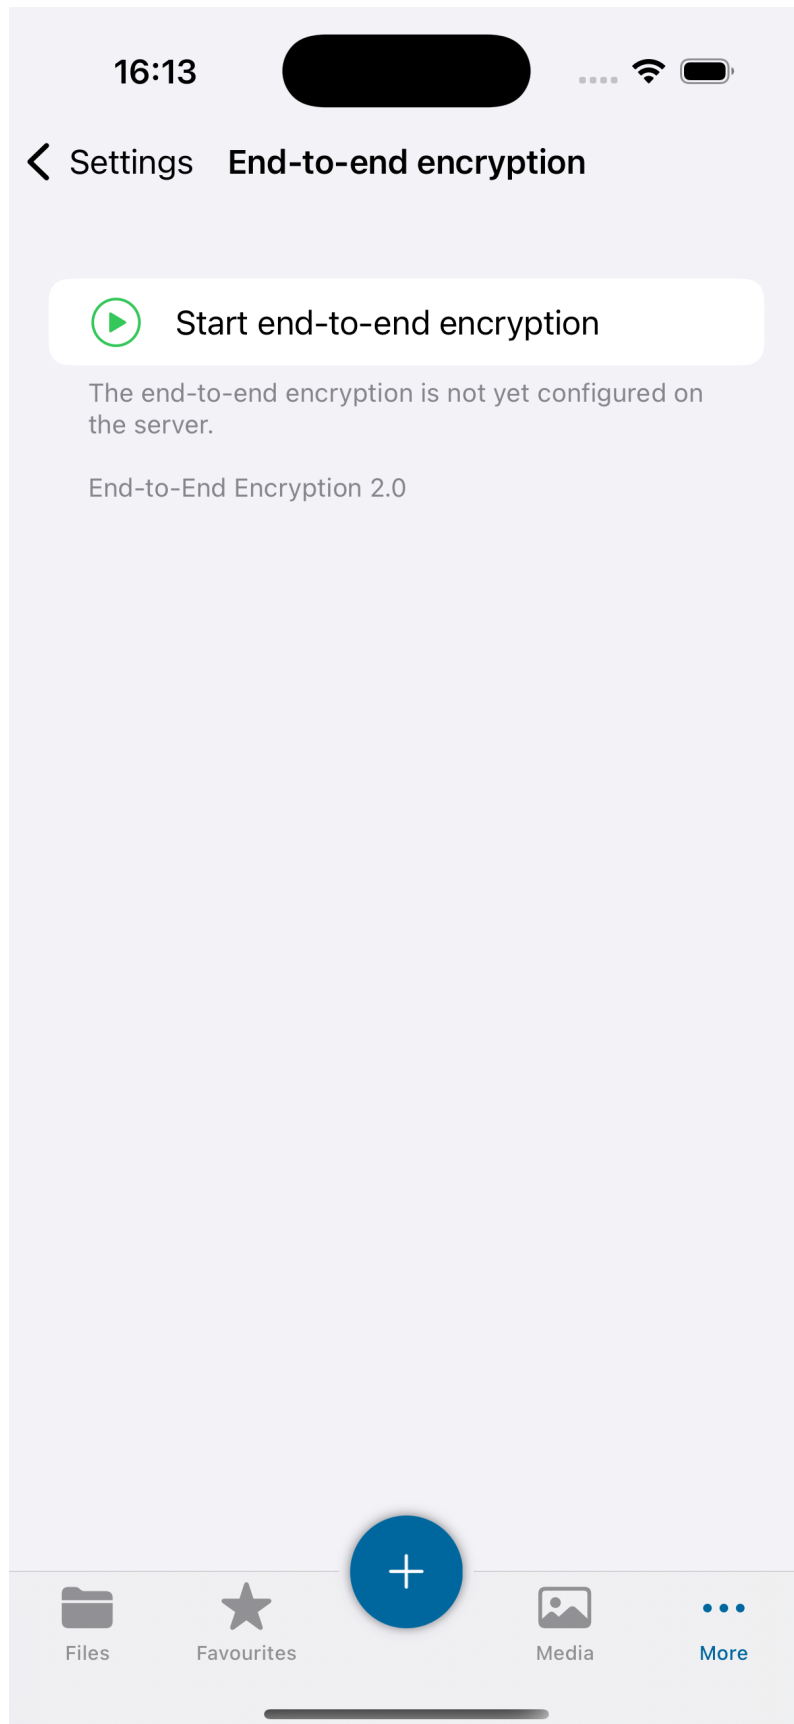 16:13
Settings End-to-end encryption
Start end-to-end encryption
The end-to-end encryption is not yet configured on
the server.
End-to-End Encryption 2.0
Files Favourites Media More